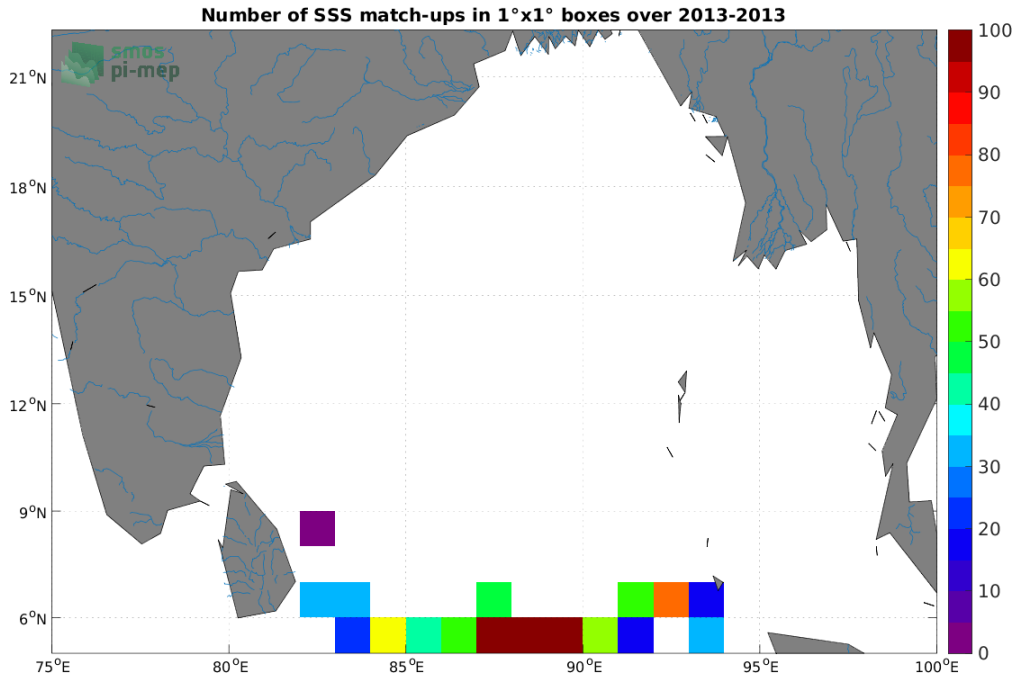 Number of SSS match-ups in 1°x1° boxes over 2013-2013
smos
pi-mep
21°N
18°N
15°N
12°N
9°N
6°N
75°E
80°E
85°E
90°E
95°E
100°E
100
90
80
70
60
50
40
30
20
10
0